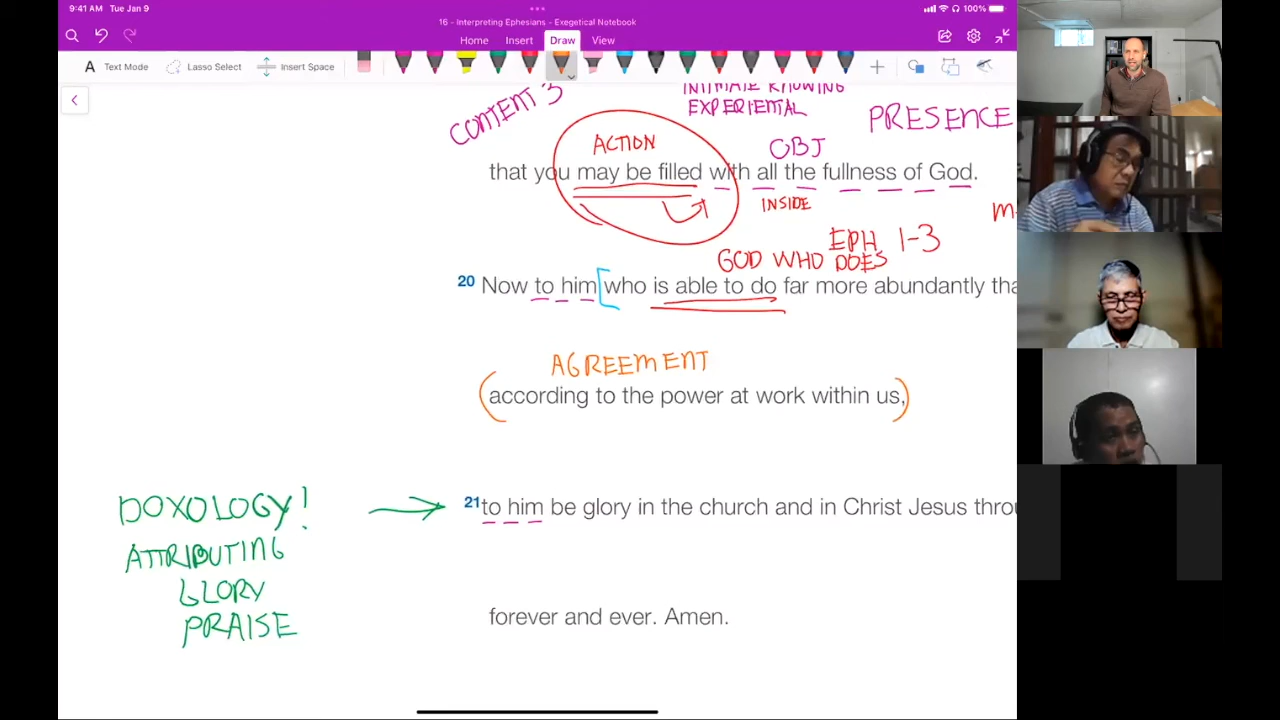 9:41 AM Tue Jan 9
100%
16 - Interpreting Ephesians - Exegetical Notebook
Home Insert Draw View
A Text Mode Lasso Select Insert Space
CONTENT 3
INTIMATE KNOWING
EXPERIENTIAL
PRESENCE
ACTION
OBJ
that you may be filled with all the fullness of God.
INSIDE
EPH 1-3
GOD WHO DOES
20 Now to him [who is able to do far more abundantly tha
AGREEMENT
(according to the power at work within us,)
DOXOLOGY!
21 to him be glory in the church and in Christ Jesus throu
ATTRIBUTING
GLORY
PRAISE
forever and ever. Amen.